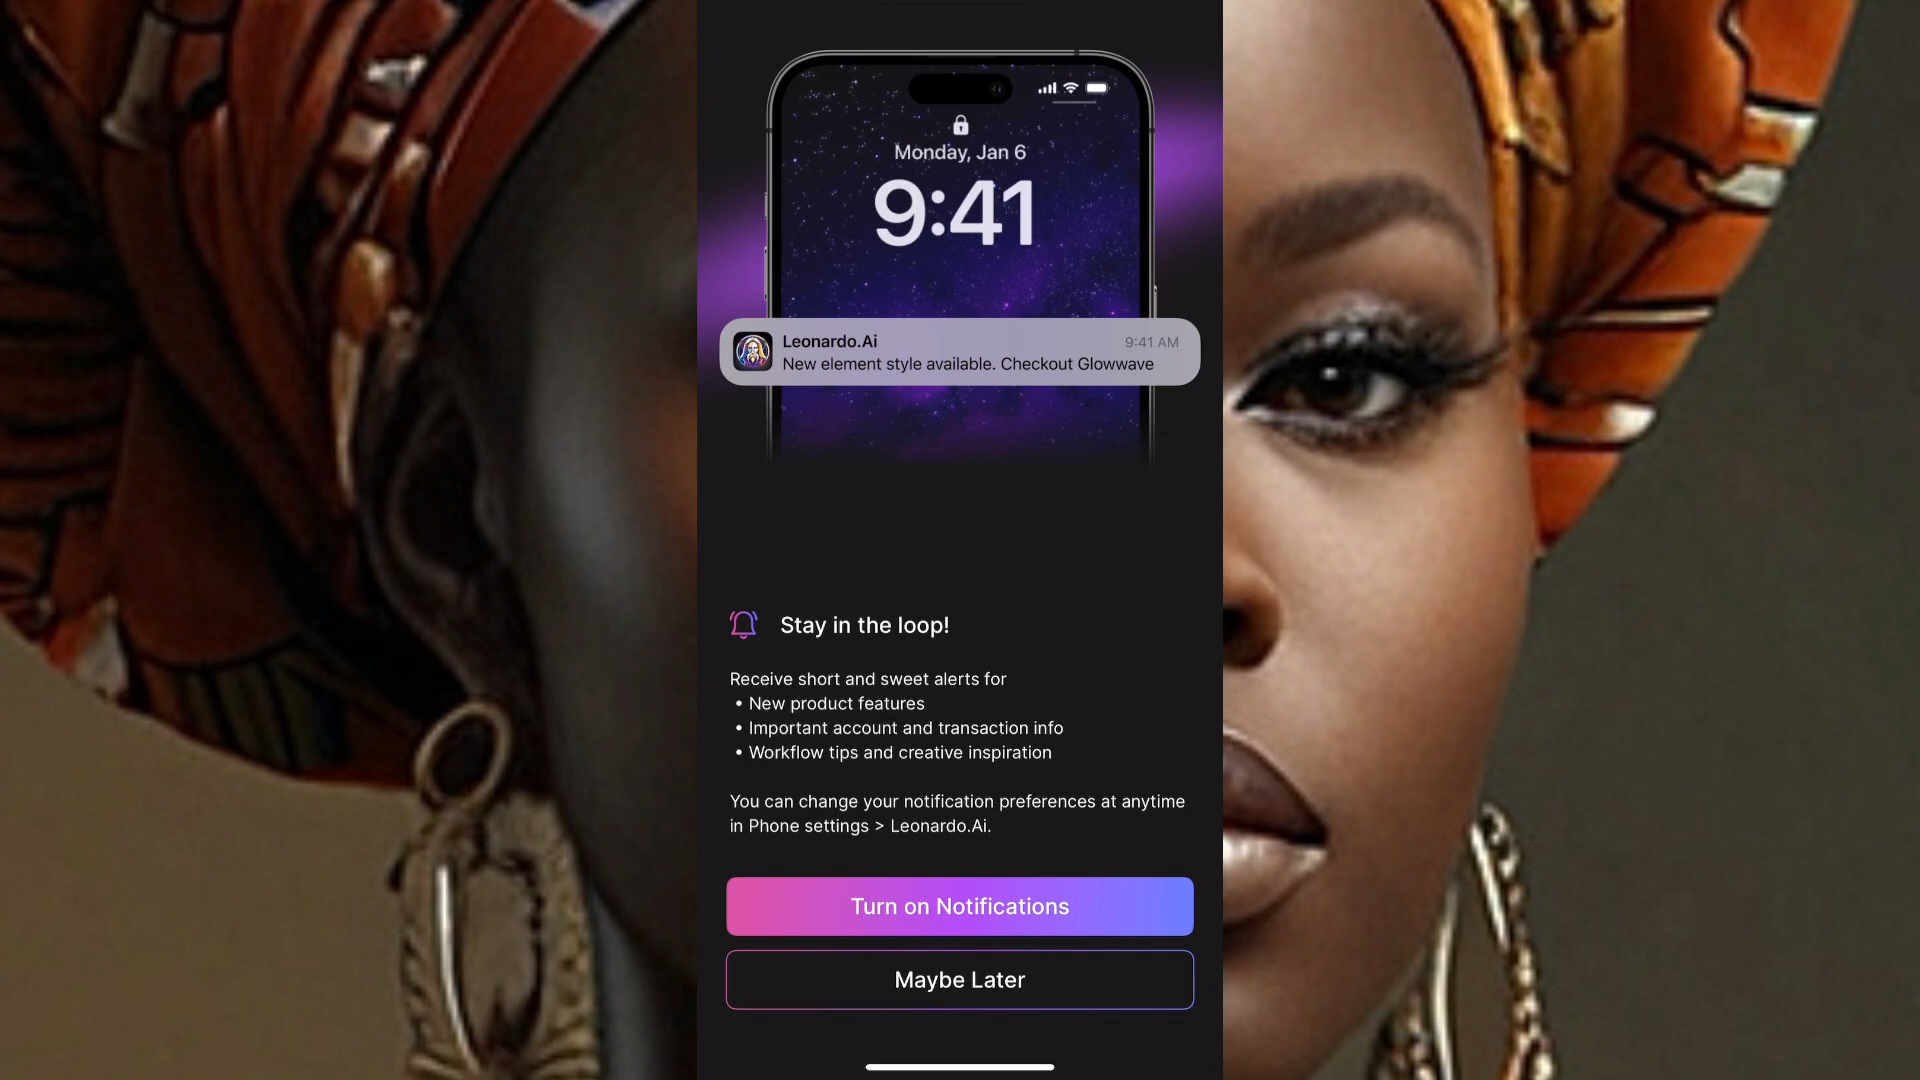 Monday, Jan 6
9:41
Leonardo.Ai
9:41 AM
New element style available. Checkout Glowwave
Stay in the loop!
Receive short and sweet alerts for
• New product features
• Important account and transaction info
• Workflow tips and creative inspiration
You can change your notification preferences at anytime
in Phone settings > Leonardo.Ai.
Turn on Notifications
Maybe Later